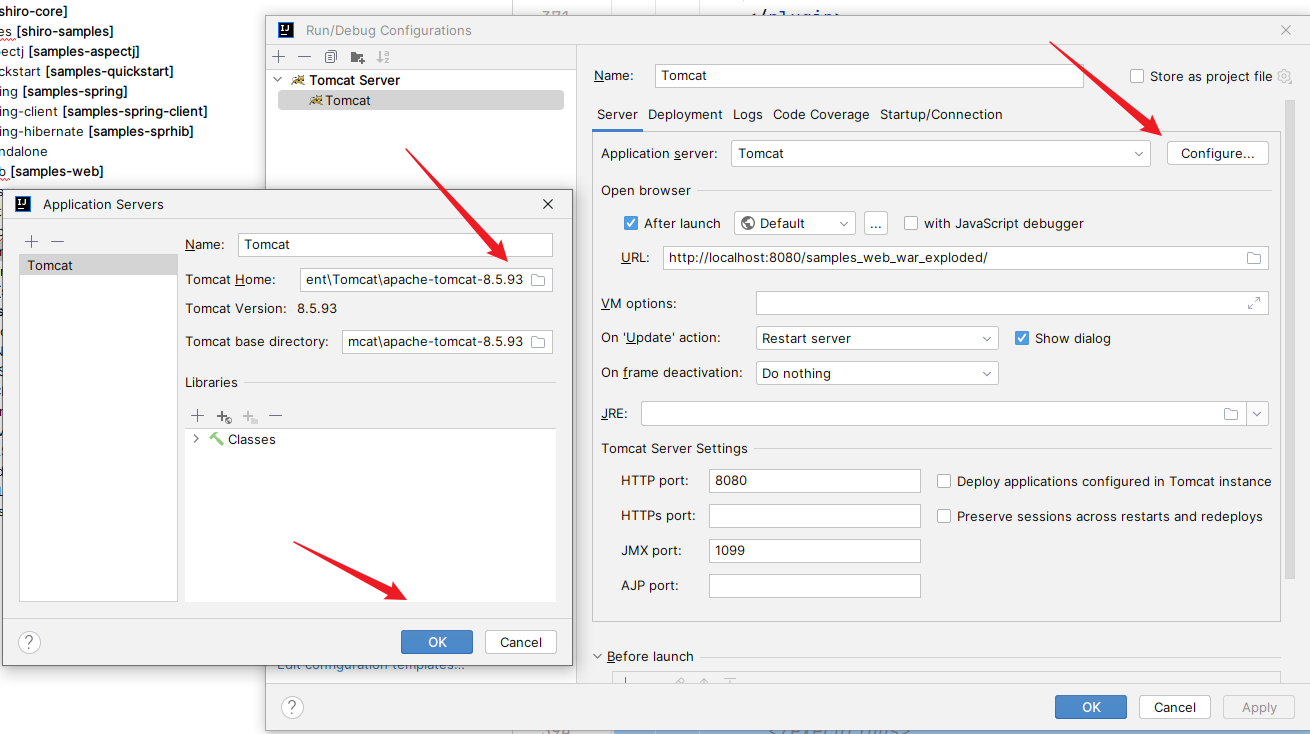 shiro-core]
es [shiro-samples]
pectj [samples-aspectj]
ckstart [samples-quickstart]
ing [samples-spring]
ing-client [samples-spring-client]
ing-hibernate [samples-sprhib]
ndalone
b [samples-web]
Run/Debug Configurations
Tomcat Server
Tomcat
Edit configuration templates...
Name: Tomcat
Store as project file
Server Deployment Logs Code Coverage Startup/Connection
Application server: Tomcat Configure...
Open browser
After launch Default ... with JavaScript debugger
URL: http://localhost:8080/samples_web_war_exploded/
VM options:
On 'Update' action: Restart server Show dialog
On frame deactivation: Do nothing
JRE:
Tomcat Server Settings
HTTP port: 8080 Deploy applications configured in Tomcat instance
HTTPs port: Preserve sessions across restarts and redeploys
JMX port: 1099
AJP port:
Before launch
? OK Cancel Apply
Application Servers
Tomcat
Name: Tomcat
Tomcat Home: ent\Tomcat\apache-tomcat-8.5.93
Tomcat Version: 8.5.93
Tomcat base directory: mcat\apache-tomcat-8.5.93
Libraries
Classes
? OK Cancel